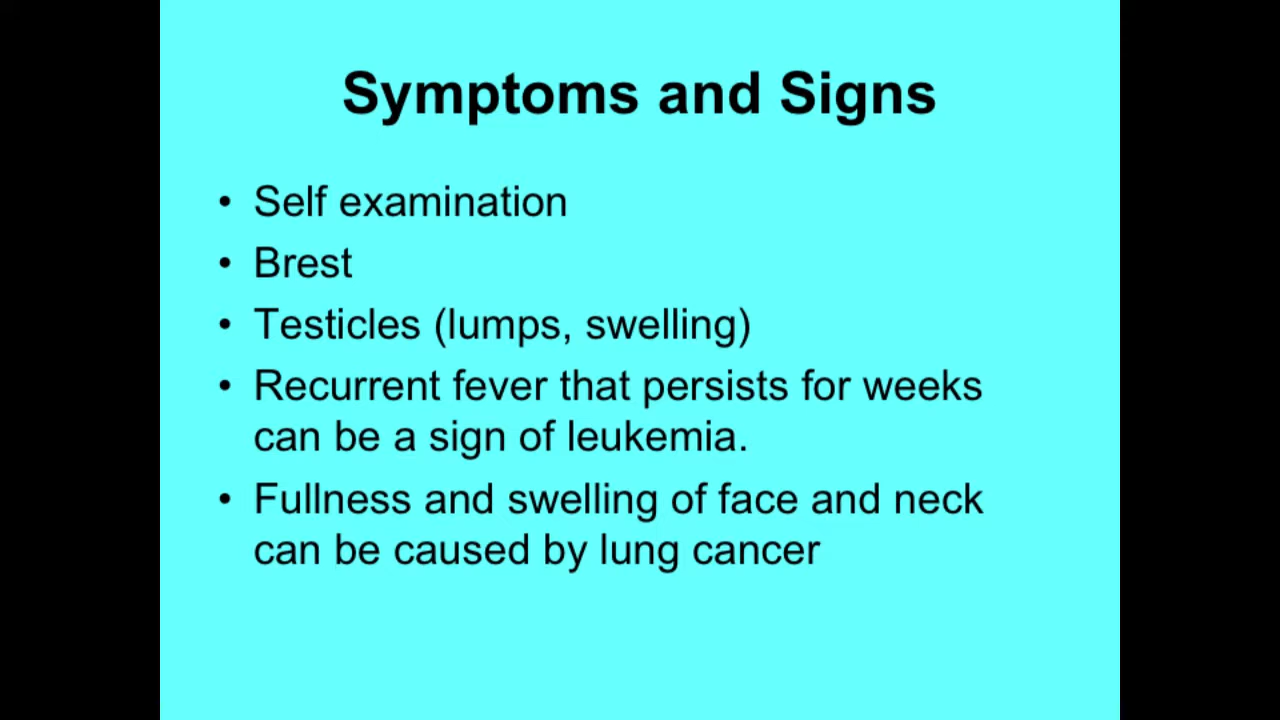 Symptoms and Signs
• Self examination
• Brest
• Testicles (lumps, swelling)
• Recurrent fever that persists for weeks
can be a sign of leukemia.
• Fullness and swelling of face and neck
can be caused by lung cancer